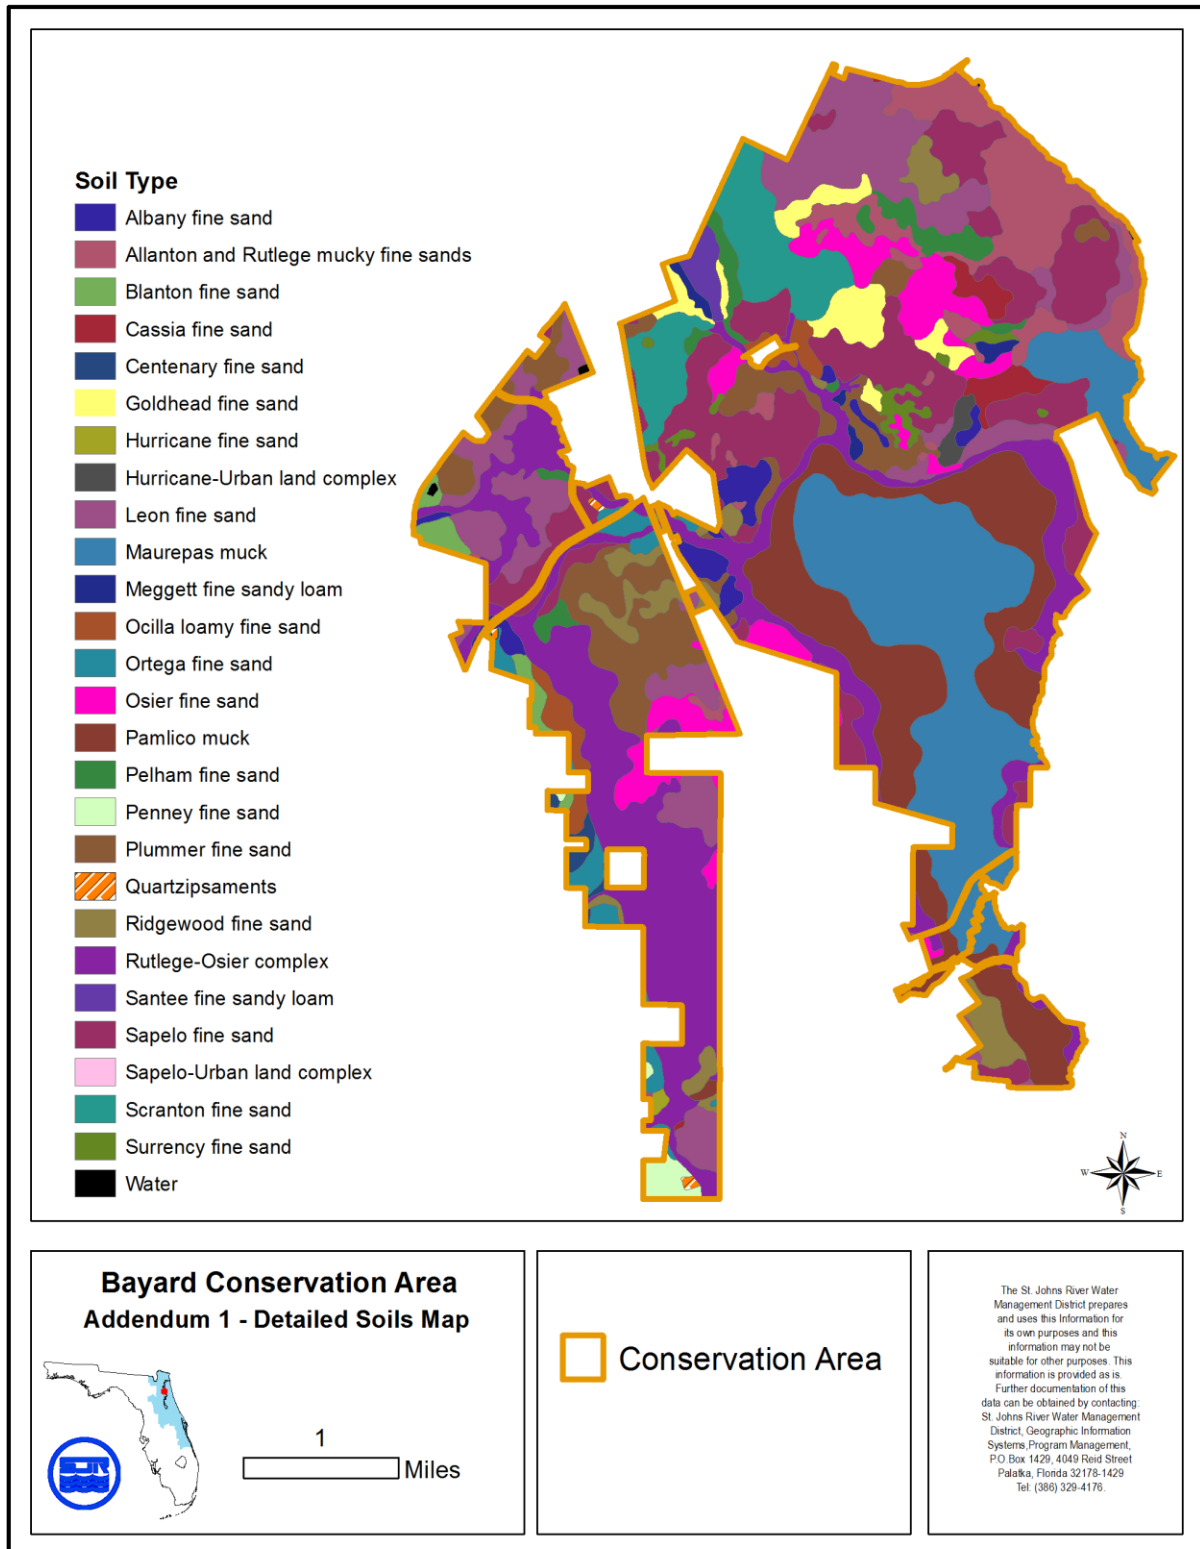 Soil Type
Albany fine sand
Allanton and Rutlege mucky fine sands
Blanton fine sand
Cassia fine sand
Centenary fine sand
Goldhead fine sand
Hurricane fine sand
Hurricane-Urban land complex
Leon fine sand
Maurepas muck
Meggett fine sandy loam
Ocilla loamy fine sand
Ortega fine sand
Osier fine sand
Pamlico muck
Pelham fine sand
Penney fine sand
Plummer fine sand
Quartzipsaments
Ridgewood fine sand
Rutlege-Osier complex
Santee fine sandy loam
Sapelo fine sand
Sapelo-Urban land complex
Scranton fine sand
Surrency fine sand
Water
N
W E
S
Bayard Conservation Area
Addendum 1 - Detailed Soils Map
1
Miles
SJR
Conservation Area
The St. Johns River Water
Management District prepares
and uses this Information for
its own purposes and this
information may not be
suitable for other purposes. This
information is provided as is.
Further documentation of this
data can be obtained by contacting:
St. Johns River Water Management
District, Geographic Information
Systems,Program Management,
P.O.Box 1429, 4049 Reid Street
Palatka, Florida 32178-1429
Tel: (386) 329-4176.